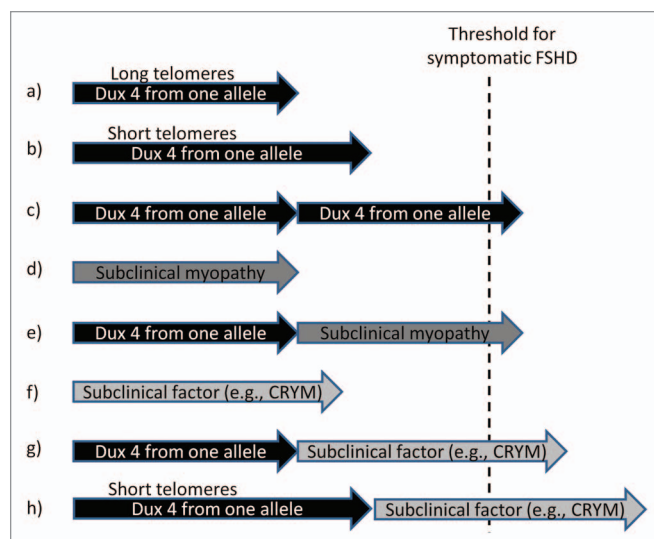 Threshold for
symptomatic FSHD
Long telomeres
a) Dux 4 from one allele
Short telomeres
b) Dux 4 from one allele
c) Dux 4 from one allele Dux 4 from one allele
d) Subclinical myopathy
e) Dux 4 from one allele Subclinical myopathy
f) Subclinical factor (e.g., CRYM)
g) Dux 4 from one allele Subclinical factor (e.g., CRYM)
Short telomeres
h) Dux 4 from one allele Subclinical factor (e.g., CRYM)